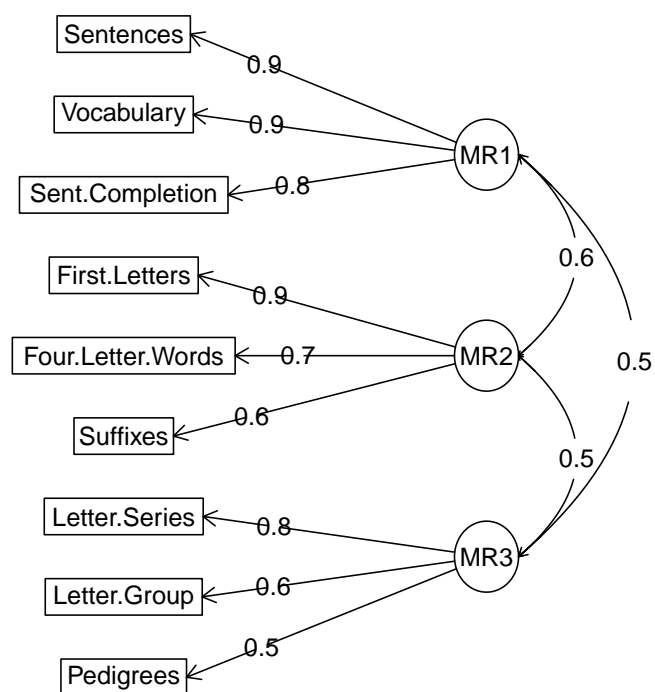 Sentences
0.9
Vocabulary
0.9
MR1
Sent.Completion
0.8
0.6
First.Letters
0.9
Four.Letter.Words
0.7
MR2
0.5
Suffixes
0.6
0.5
Letter.Series
0.8
MR3
Letter.Group
0.6
Pedigrees
0.5